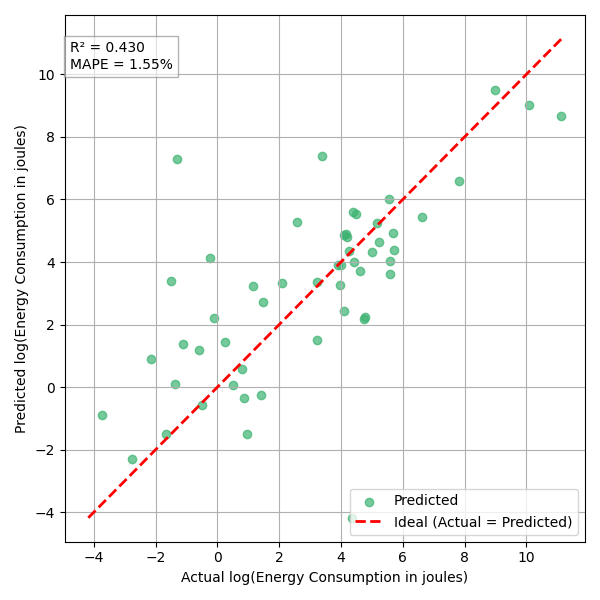 R² = 0.430
MAPE = 1.55%
10
8
6
4
2
0
−2
−4
Predicted log(Energy Consumption in joules)
Predicted
Ideal (Actual = Predicted)
−4 −2 0 2 4 6 8 10
Actual log(Energy Consumption in joules)